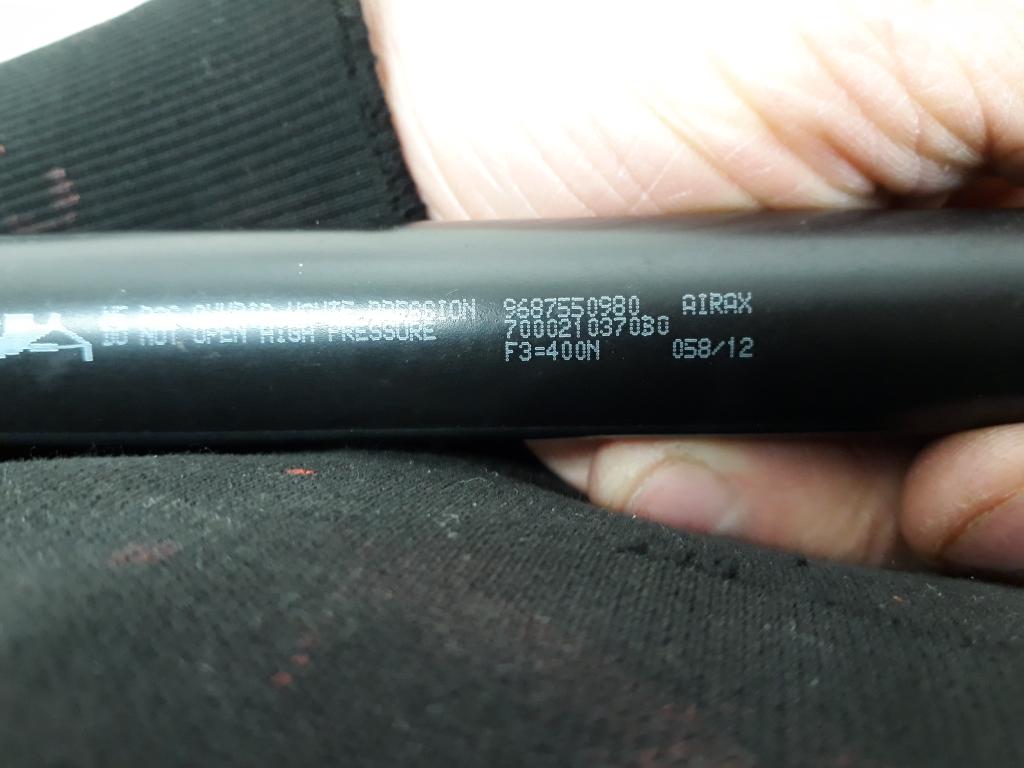 NE PAS OUVRIR HAUTE PRESSION 9687550980 AIRAX
DO NOT OPEN HIGH PRESSURE 7000210370B0
F3=400N 058/12